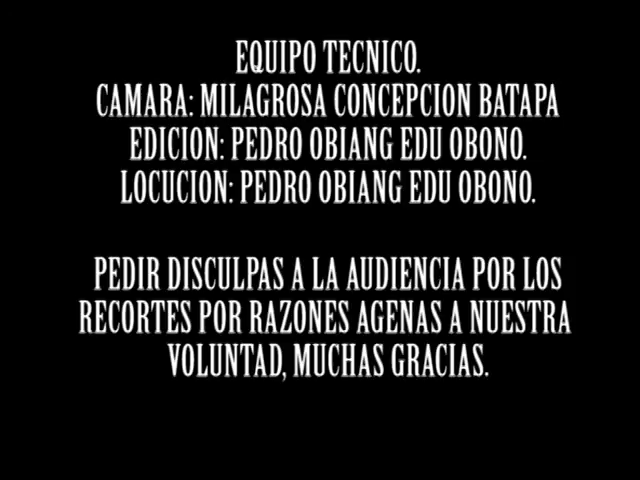 EQUIPO TECNICO.
CAMARA: MILAGROSA CONCEPCION BATAPA
EDICION: PEDRO OBIANG EDU OBONO.
LOCUCION: PEDRO OBIANG EDU OBONO.
PEDIR DISCULPAS A LA AUDIENCIA POR LOS
RECORTES POR RAZONES AGENAS A NUESTRA
VOLUNTAD, MUCHAS GRACIAS.